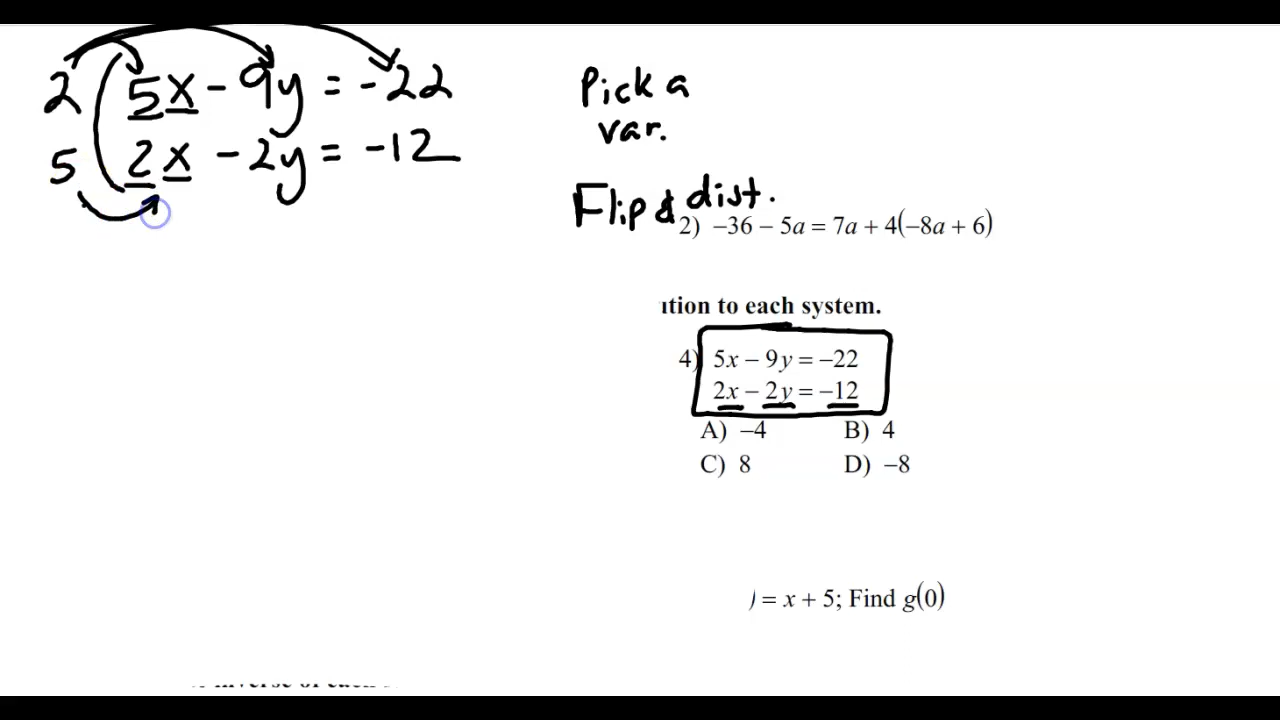 2 5x - 9y = -22
5 2x - 2y = -12
Pick a
var.
Flip & dist.
2) −36 − 5a = 7a + 4(−8a + 6)
ution to each system.
4) 5x − 9y = −22
2x − 2y = −12
A) −4 B) 4
C) 8 D) −8
) = x + 5; Find g(0)